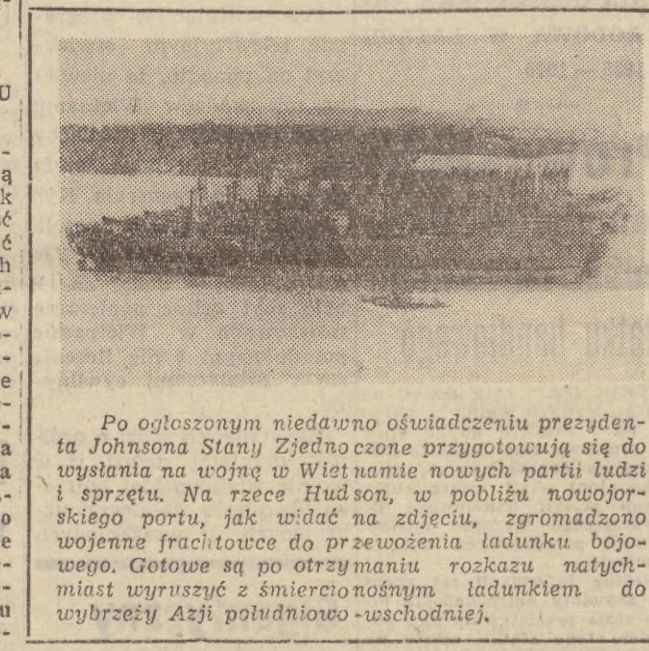 U
-
ą
k
ć
ć
h
-
w
-
-
e
-
-
a
a
-
o
e
-
-
u
-
Po ogłoszonym niedawno oświadczeniu prezyden-
ta Johnsona Stany Zjednoczone przygotowują się do
wysłania na wojnę w Wietnamie nowych partii ludzi
i sprzętu. Na rzece Hudson, w pobliżu nowojor-
skiego portu, jak widać na zdjęciu, zgromadzono
wojenne frachtowce do przewożenia ładunku bojo-
wego. Gotowe są po otrzymaniu rozkazu natych-
miast wyruszyć z śmiercionośnym ładunkiem do
wybrzeży Azji południowo-wschodniej.